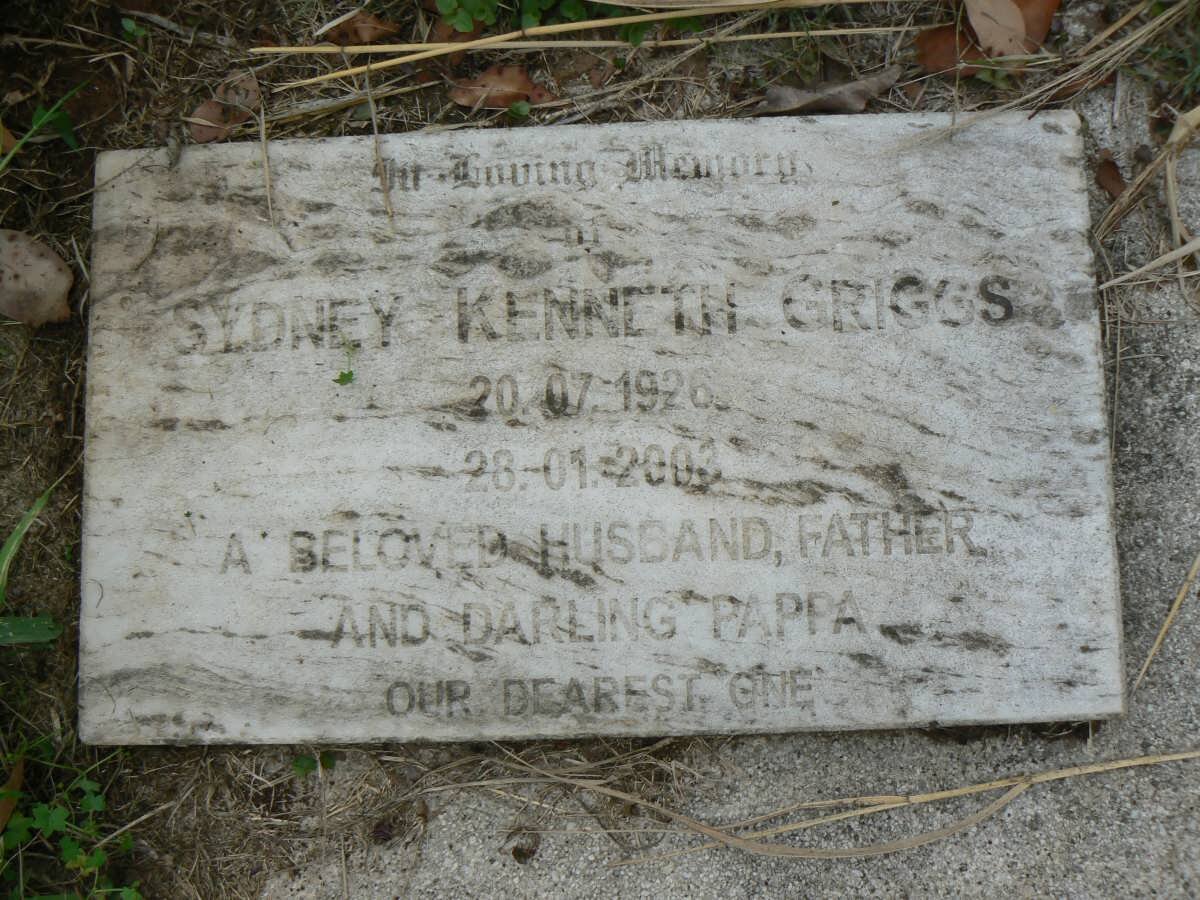 In Loving Memory
of
SYDNEY KENNETH GRIGGS
20.07.1926
28.01.2003
A BELOVED HUSBAND, FATHER
AND DARLING PAPPA
OUR DEAREST ONE